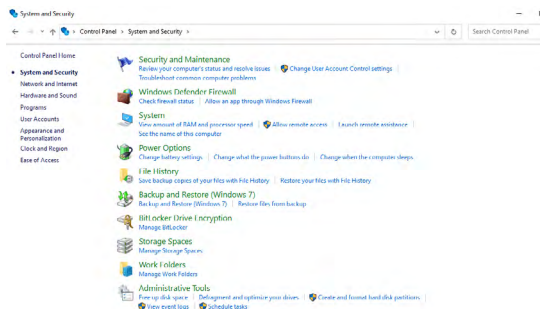 System and Security
Control Panel > System and Security >
Search Control Panel
Control Panel Home
System and Security
Network and Internet
Hardware and Sound
Programs
User Accounts
Appearance and
Personalization
Clock and Region
Ease of Access
Security and Maintenance
Review your computer's status and resolve issues | Change User Account Control settings
Troubleshoot common computer problems
Windows Defender Firewall
Check firewall status | Allow an app through Windows Firewall
System
View amount of RAM and processor speed | Allow remote access | Launch remote assistance
See the name of this computer
Power Options
Change battery settings | Change what the power buttons do | Change when the computer sleeps
File History
Save backup copies of your files with File History | Restore your files with File History
Backup and Restore (Windows 7)
Backup and Restore (Windows 7) | Restore files from backup
BitLocker Drive Encryption
Manage BitLocker
Storage Spaces
Manage Storage Spaces
Work Folders
Manage Work Folders
Administrative Tools
Free up disk space | Defragment and optimize your drives | Create and format hard disk partitions
View event logs | Schedule tasks